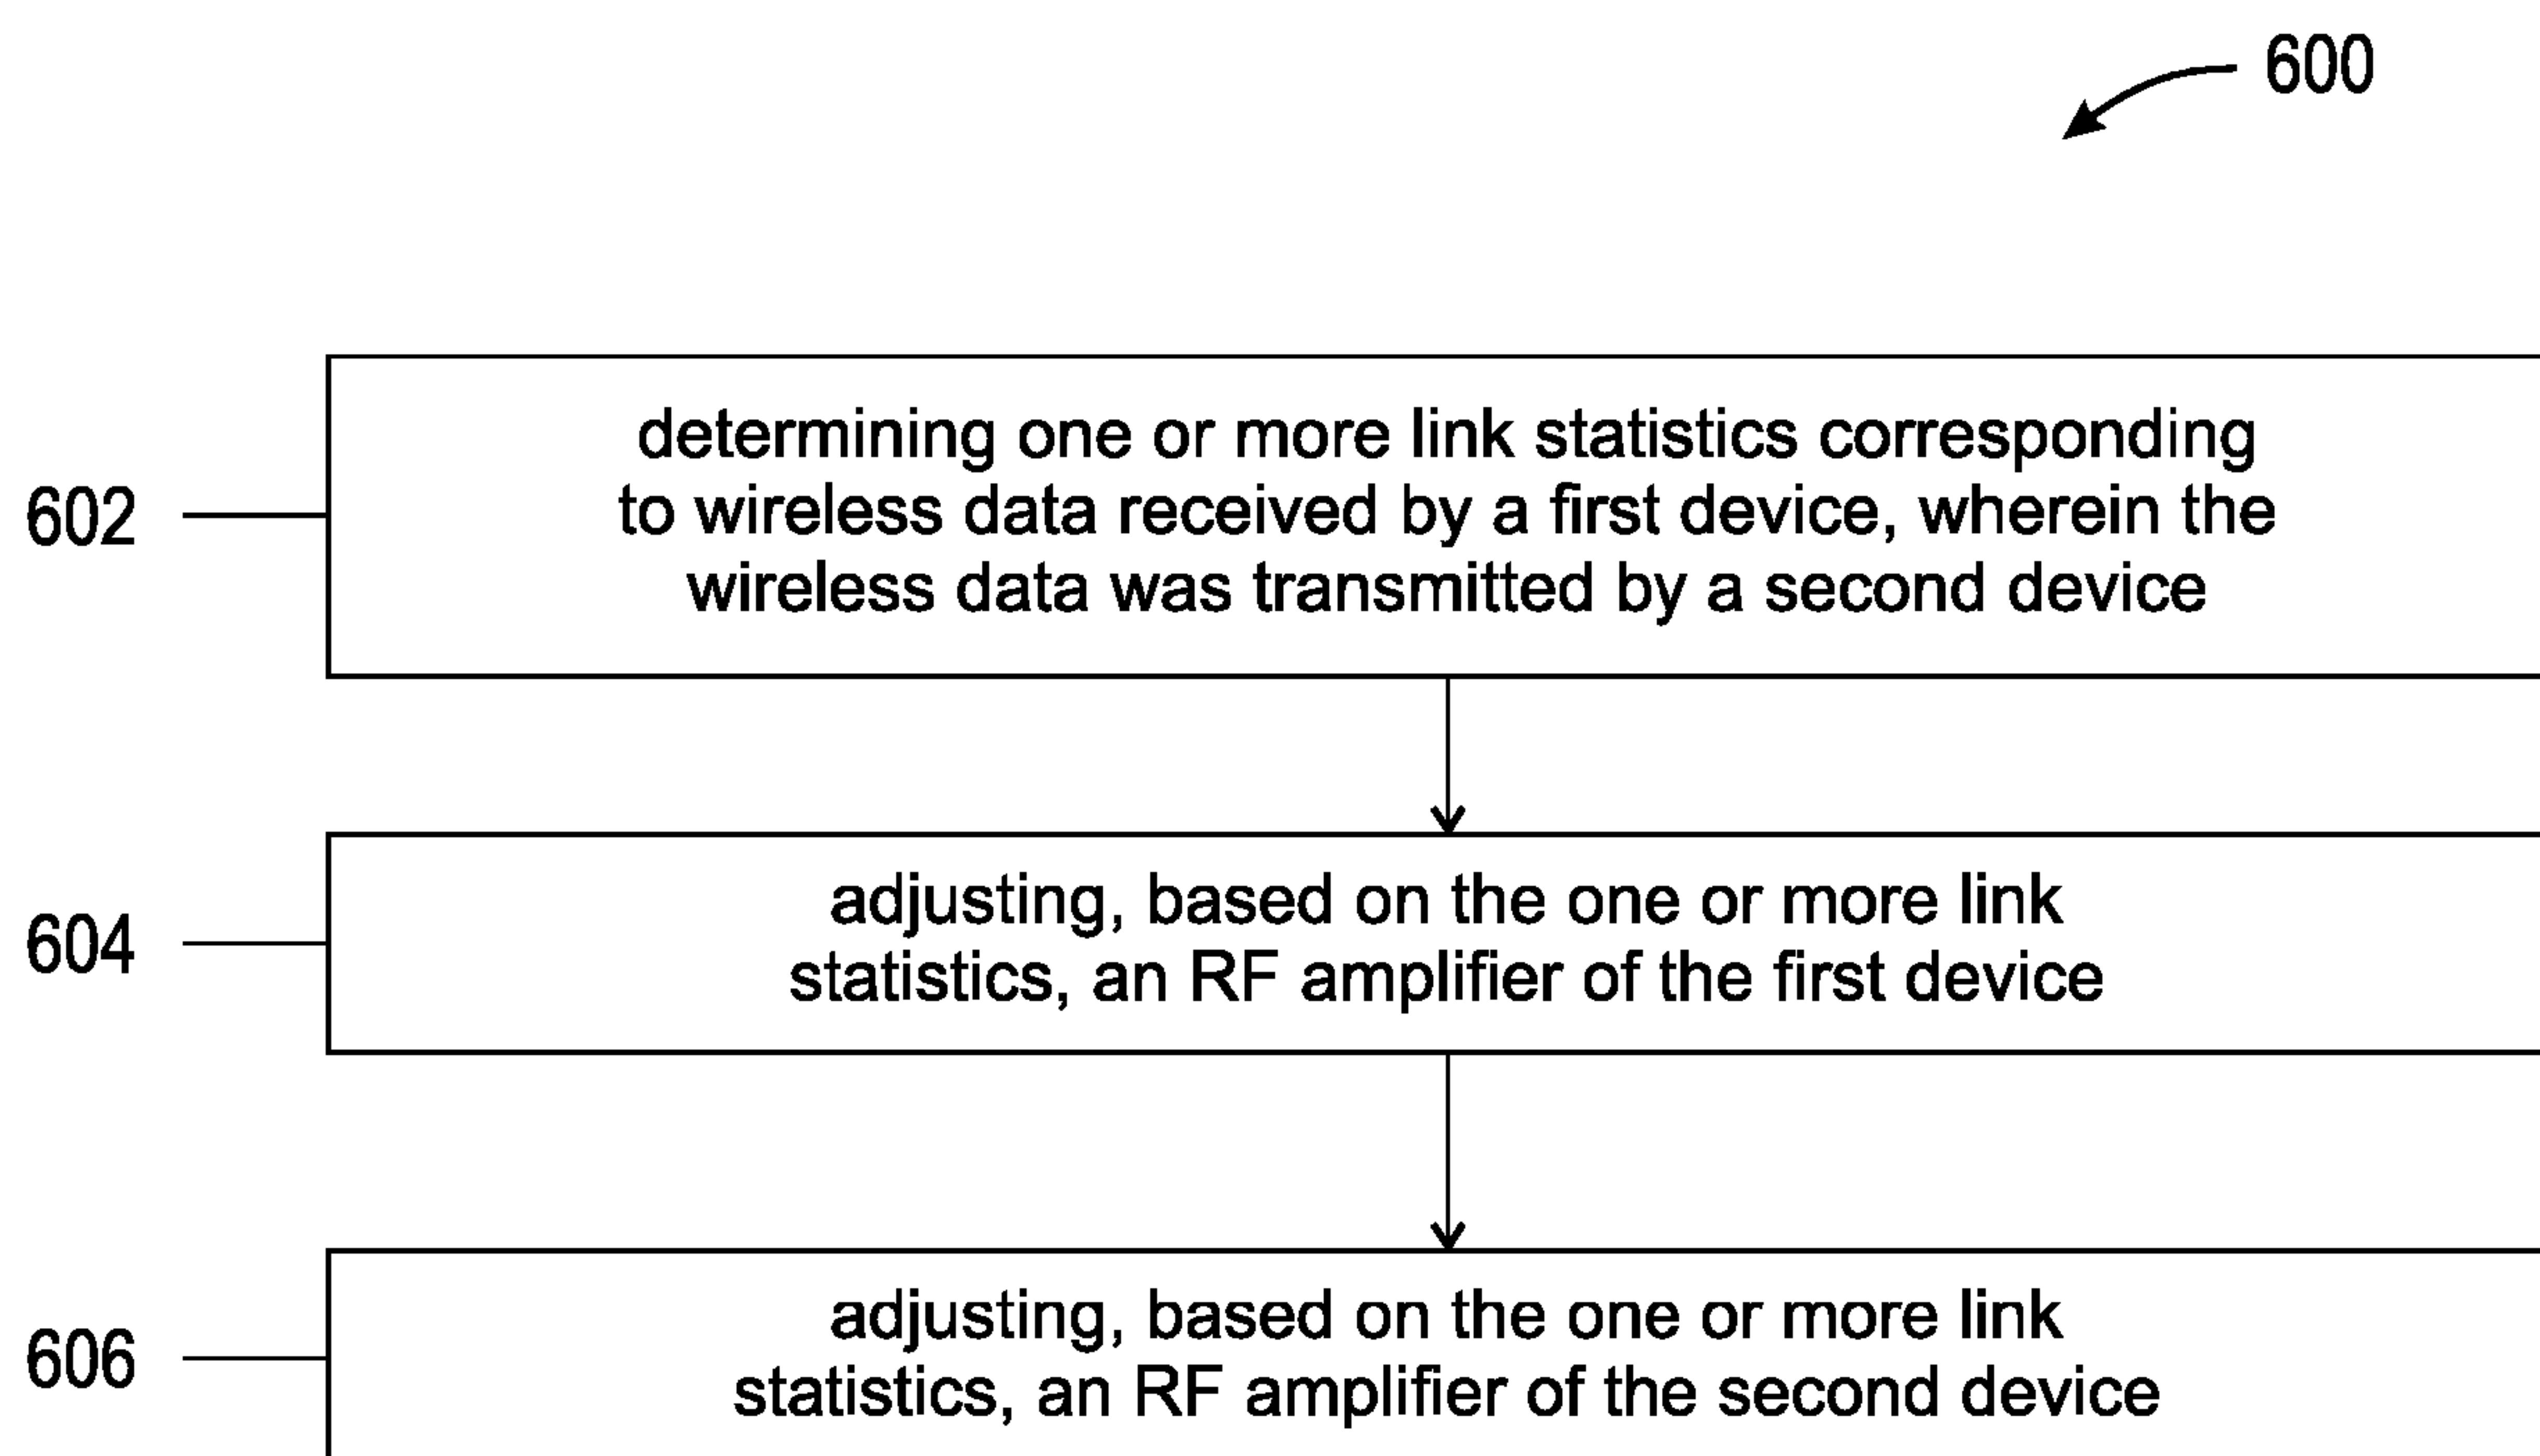 600
602
determining one or more link statistics corresponding
to wireless data received by a first device, wherein the
wireless data was transmitted by a second device
604
adjusting, based on the one or more link
statistics, an RF amplifier of the first device
606
adjusting, based on the one or more link
statistics, an RF amplifier of the second device